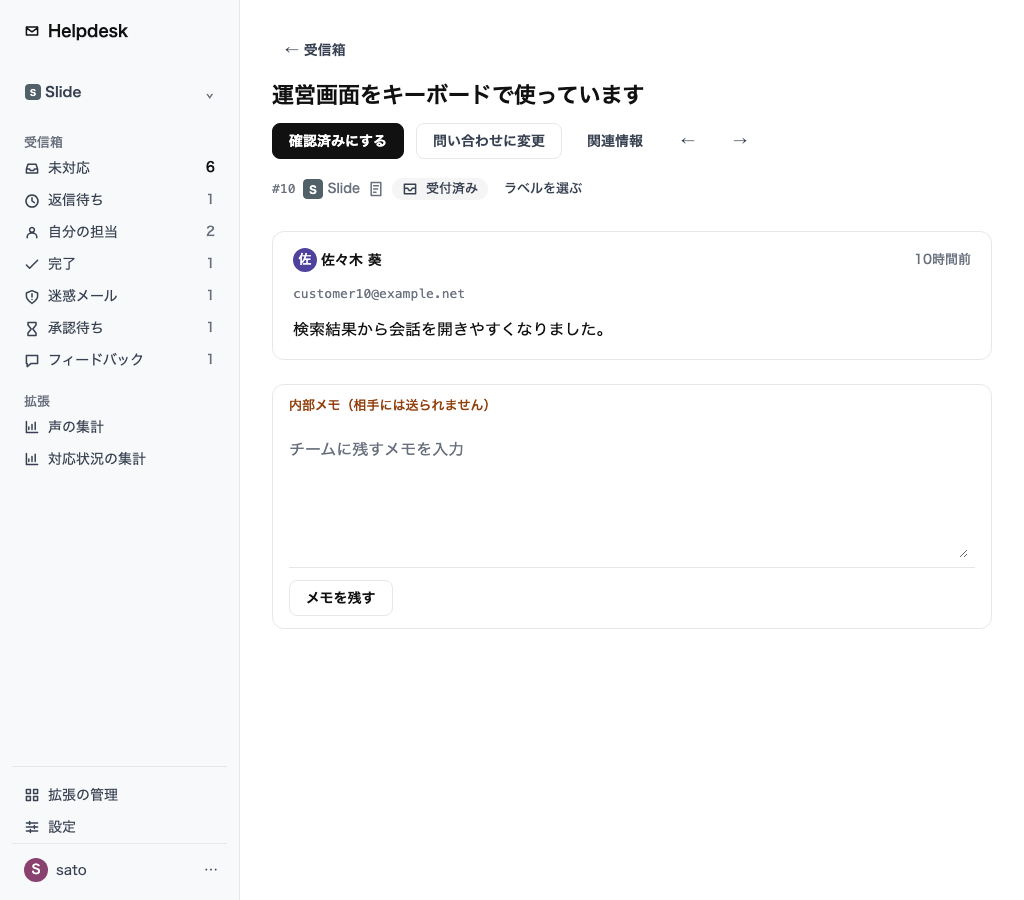 Helpdesk
S Slide
受信箱
未対応 6
返信待ち 1
自分の担当 2
完了 1
迷惑メール 1
承認待ち 1
フィードバック 1
拡張
声の集計
対応状況の集計
拡張の管理
設定
S sato ...
← 受信箱
運営画面をキーボードで使っています
確認済みにする 問い合わせに変更 関連情報 ← →
#10 S Slide 受付済み ラベルを選ぶ
佐 佐々木 葵 10時間前
customer10@example.net
検索結果から会話を開きやすくなりました。
内部メモ（相手には送られません）
チームに残すメモを入力
メモを残す